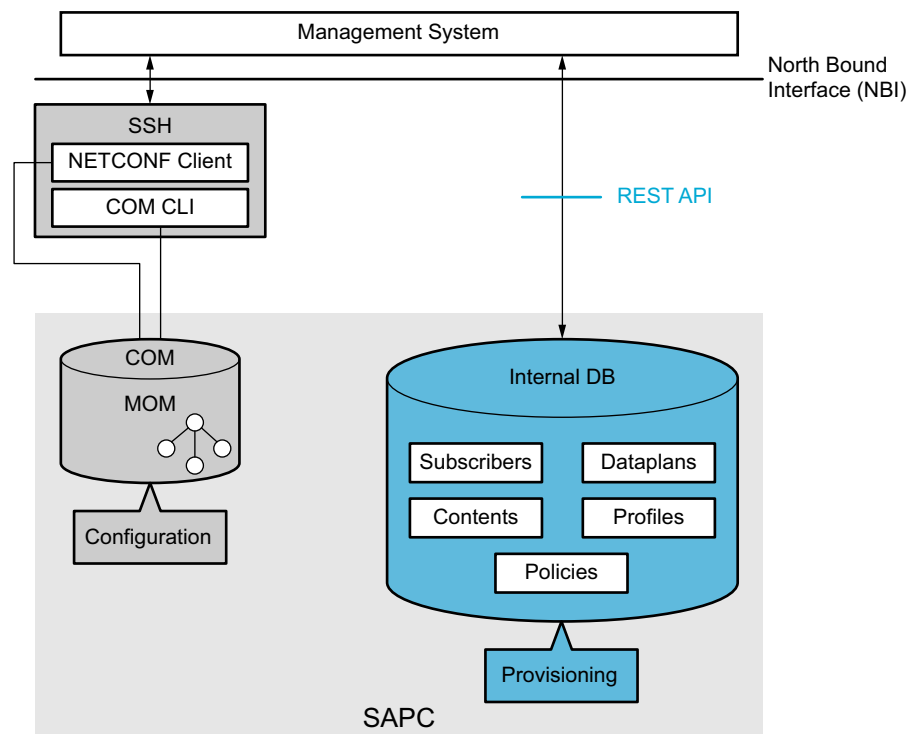 Management System
North Bound
Interface (NBI)
SSH
NETCONF Client
COM CLI
REST API
COM
MOM
Configuration
Internal DB
Subscribers
Dataplans
Contents
Profiles
Policies
Provisioning
SAPC